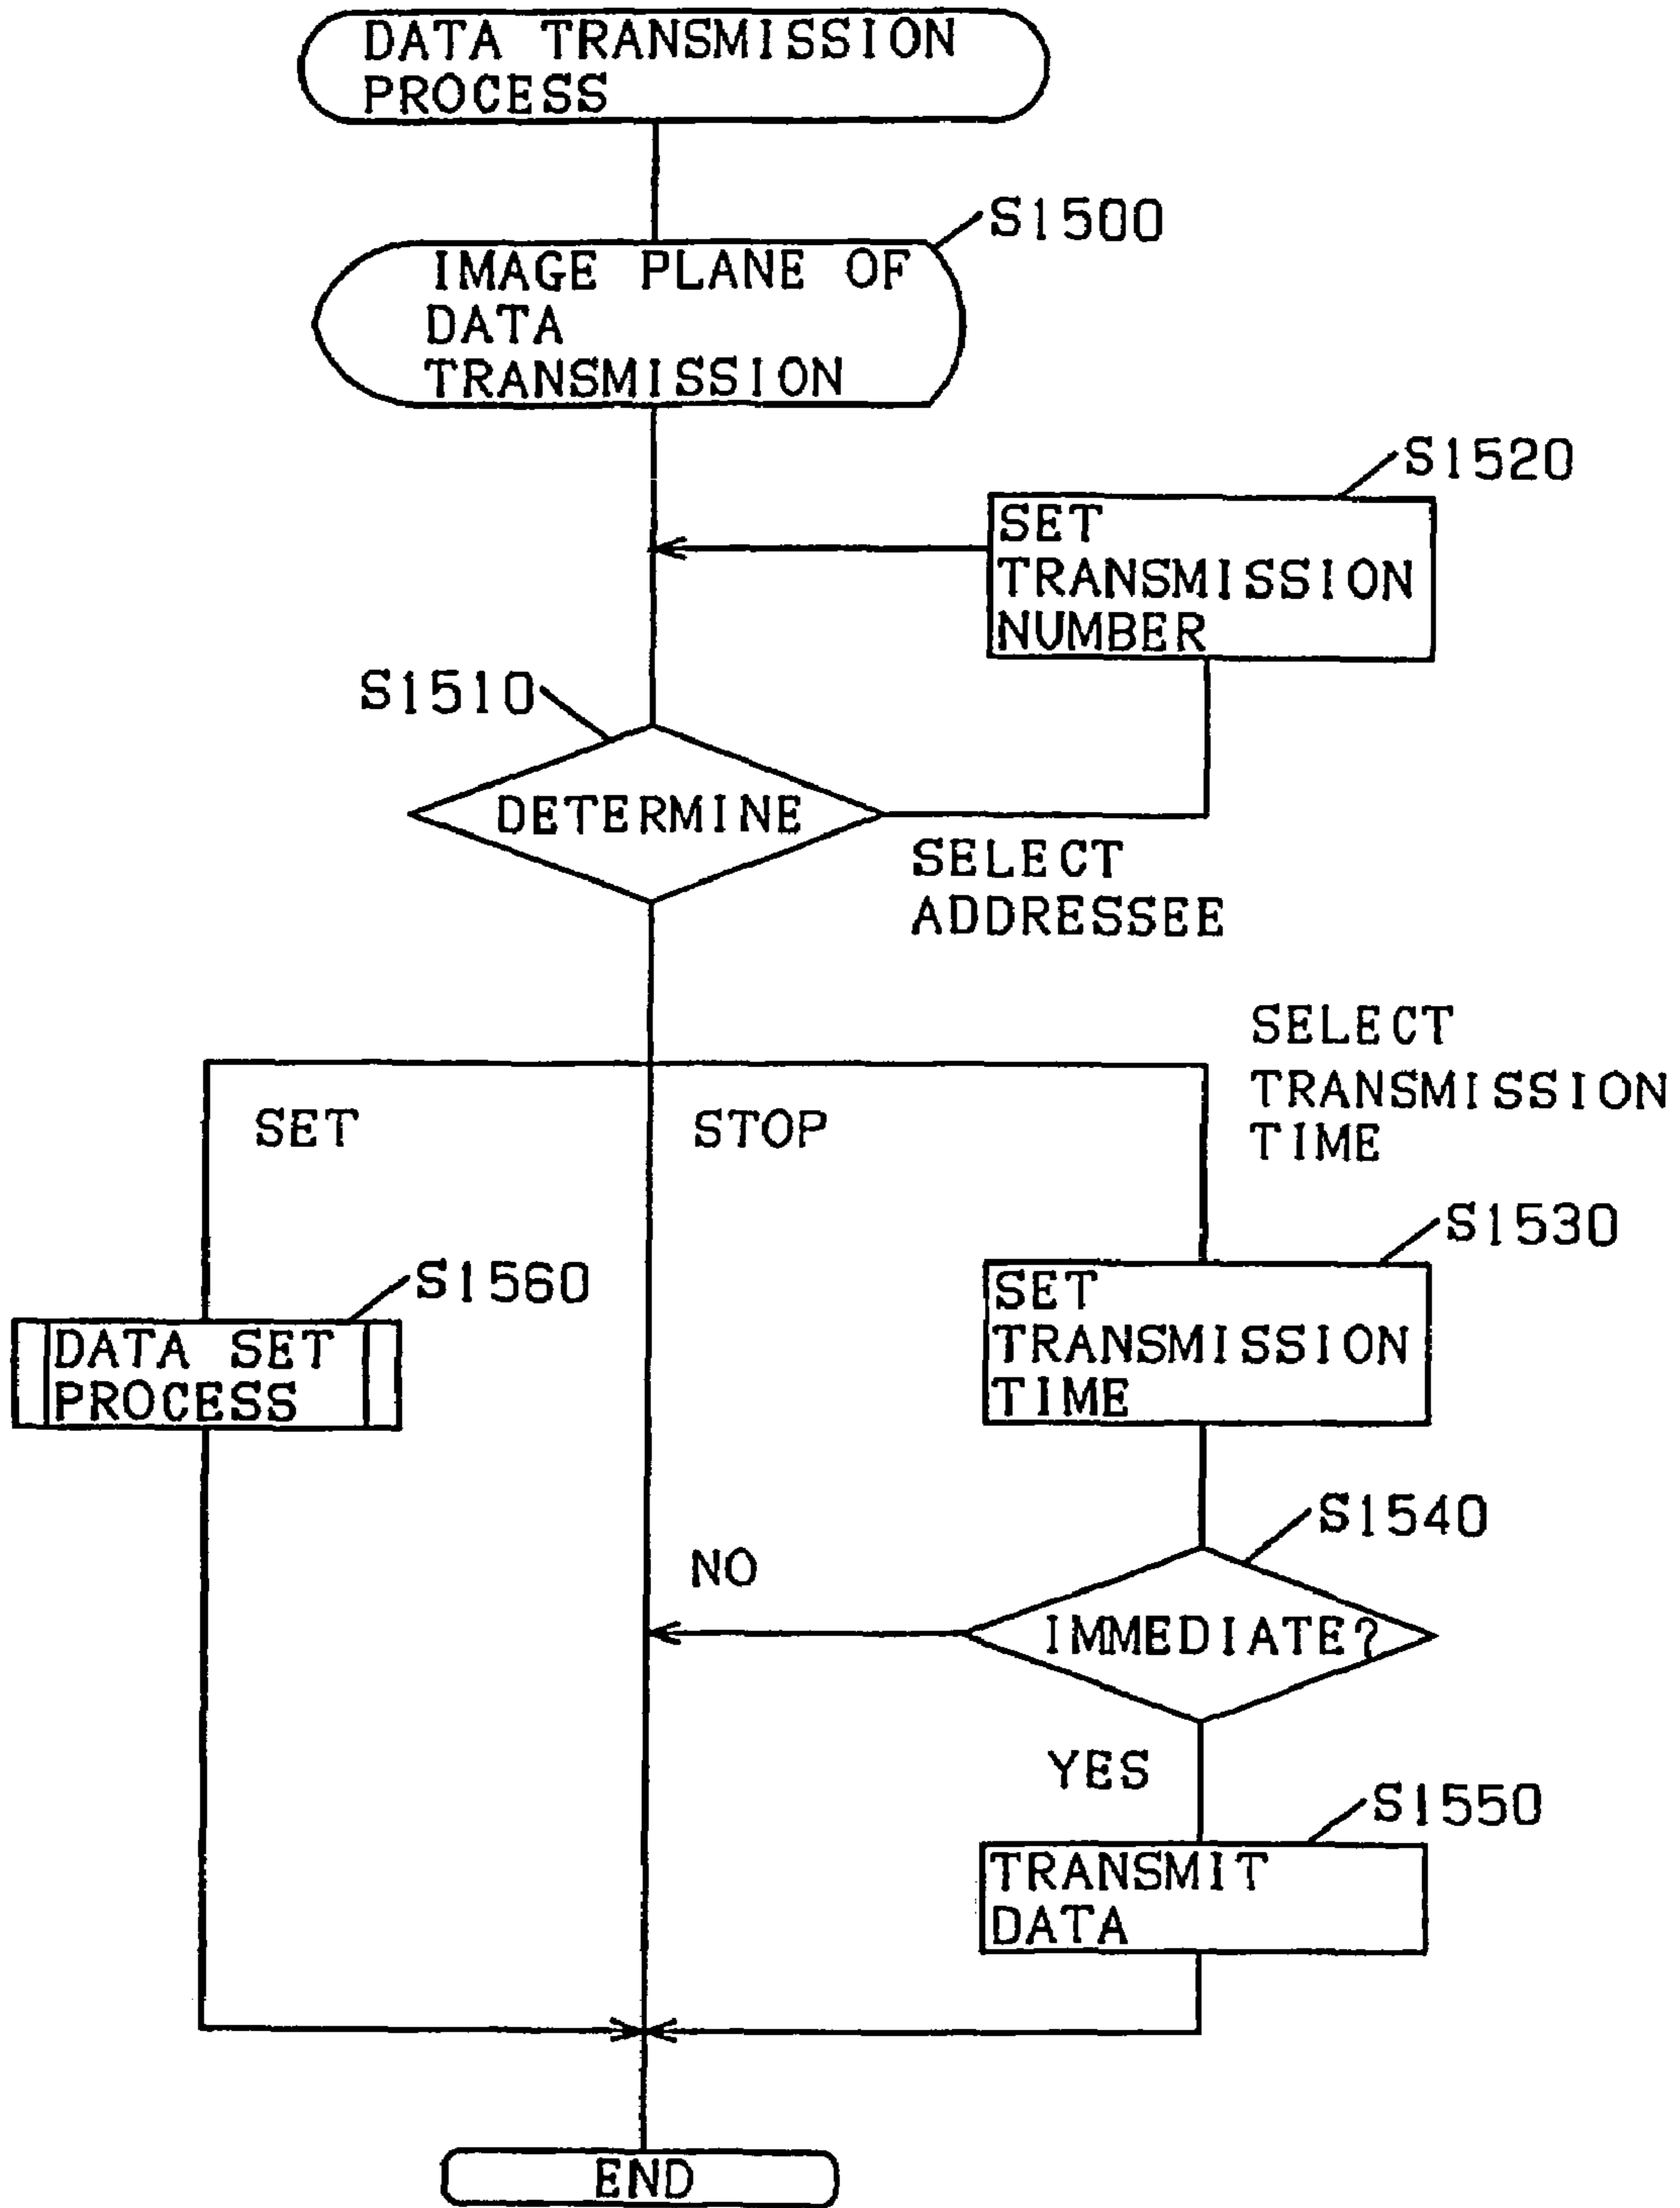 DATA TRANSMISSION
PROCESS
S1500
IMAGE PLANE OF
DATA
TRANSMISSION
S1520
SET
TRANSMISSION
NUMBER
S1510
DETERMINE
SELECT
ADDRESSEE
SELECT
TRANSMISSION
TIME
SET
STOP
S1530
S1560
SET
TRANSMISSION
TIME
DATA SET
PROCESS
S1540
NO
IMMEDIATE?
YES
S1550
TRANSMIT
DATA
END